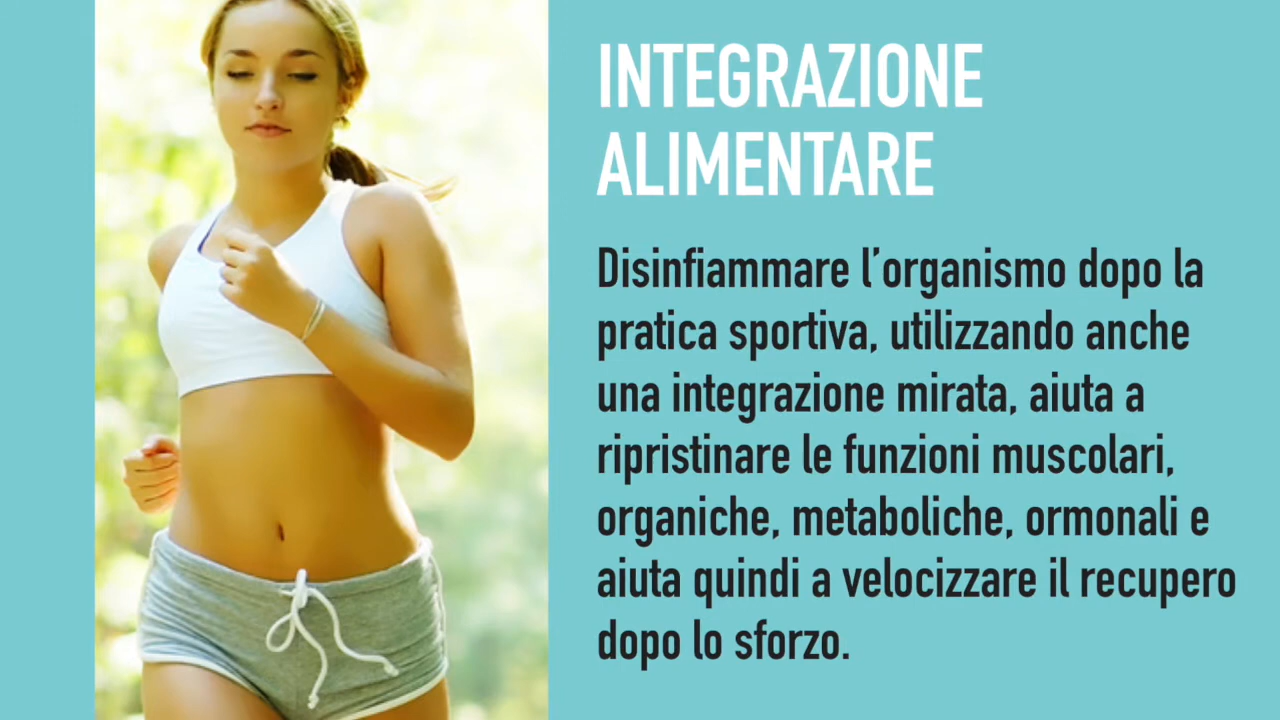 INTEGRAZIONE
ALIMENTARE
Disinfiammare l’organismo dopo la
pratica sportiva, utilizzando anche
una integrazione mirata, aiuta a
ripristinare le funzioni muscolari,
organiche, metaboliche, ormonali e
aiuta quindi a velocizzare il recupero
dopo lo sforzo.